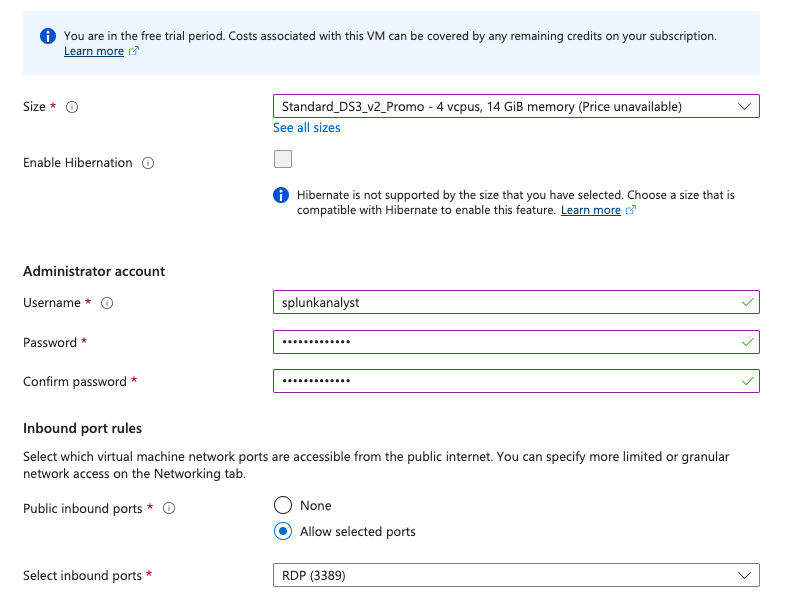 You are in the free trial period. Costs associated with this VM can be covered by any remaining credits on your subscription.
Learn more
Size *
Standard_DS3_v2_Promo - 4 vcpus, 14 GiB memory (Price unavailable)
See all sizes
Enable Hibernation
Hibernate is not supported by the size that you have selected. Choose a size that is
compatible with Hibernate to enable this feature. Learn more
Administrator account
Username *
splunkanalyst
Password *
•••••••••••••
Confirm password *
•••••••••••••
Inbound port rules
Select which virtual machine network ports are accessible from the public internet. You can specify more limited or granular
network access on the Networking tab.
Public inbound ports *
None
Allow selected ports
Select inbound ports *
RDP (3389)